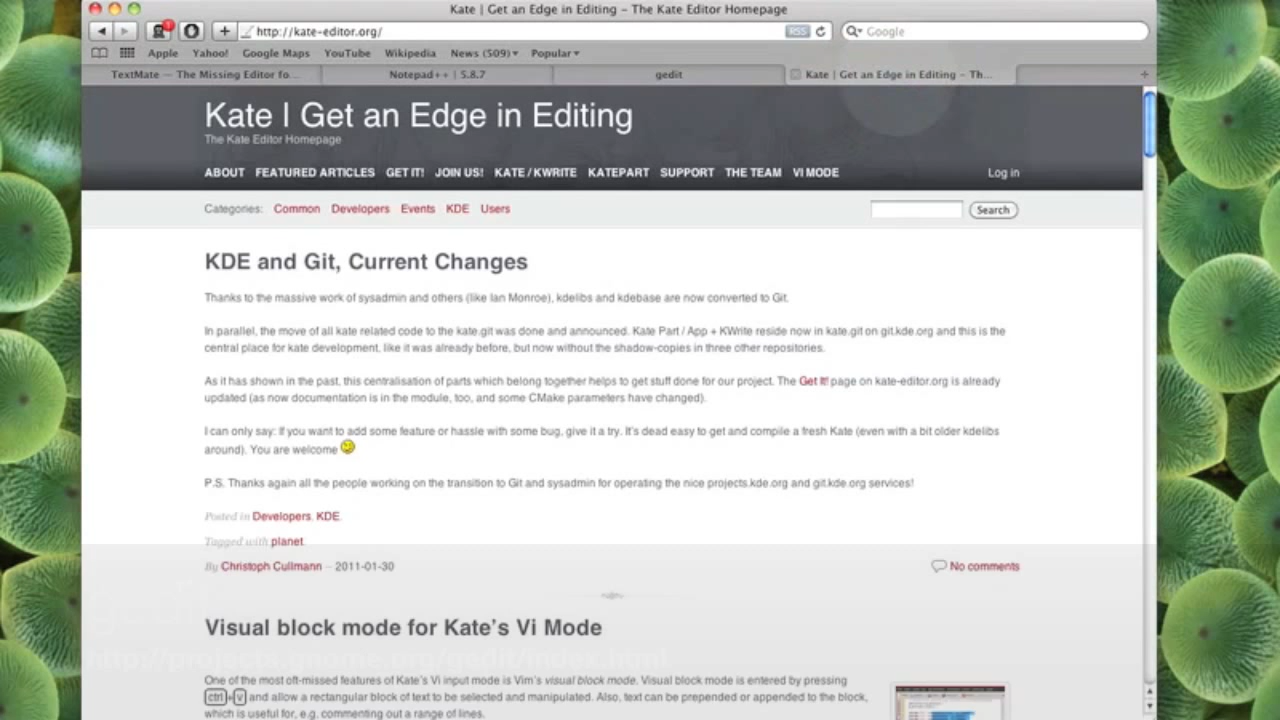 Kate | Get an Edge in Editing – The Kate Editor Homepage
http://kate-editor.org/
RSS
Google
Apple Yahoo! Google Maps YouTube Wikipedia News (509) Popular
TextMate — The Missing Editor fo... Notepad++ | 5.8.7 gedit Kate | Get an Edge in Editing – Th...
Kate | Get an Edge in Editing
The Kate Editor Homepage
ABOUT FEATURED ARTICLES GET IT! JOIN US! KATE / KWRITE KATEPART SUPPORT THE TEAM VI MODE Log in
Categories: Common Developers Events KDE Users Search
KDE and Git, Current Changes
Thanks to the massive work of sysadmin and others (like Ian Monroe), kdelibs and kdebase are now converted to Git.
In parallel, the move of all kate related code to the kate.git was done and announced. Kate Part / App + KWrite reside now in kate.git on git.kde.org and this is the
central place for kate development, like it was already before, but now without the shadow-copies in three other repositories.
As it has shown in the past, this centralisation of parts which belong together helps to get stuff done for our project. The Get It! page on kate-editor.org is already
updated (as now documentation is in the module, too, and some CMake parameters have changed).
I can only say: If you want to add some feature or hassle with some bug, give it a try. It's dead easy to get and compile a fresh Kate (even with a bit older kdelibs
around). You are welcome
P.S. Thanks again all the people working on the transition to Git and sysadmin for operating the nice projects.kde.org and git.kde.org services!
Posted in Developers, KDE.
Tagged with planet.
By Christoph Cullmann – 2011-01-30
No comments
gedit
Visual block mode for Kate's Vi Mode
http://projects.gnome.org/gedit/index.html
One of the most oft-missed features of Kate's Vi input mode is Vim's visual block mode. Visual block mode is entered by pressing
ctrl+v and allow a rectangular block of text to be selected and manipulated. Also, text can be prepended or appended to the block,
which is useful for, e.g. commenting out a range of lines.